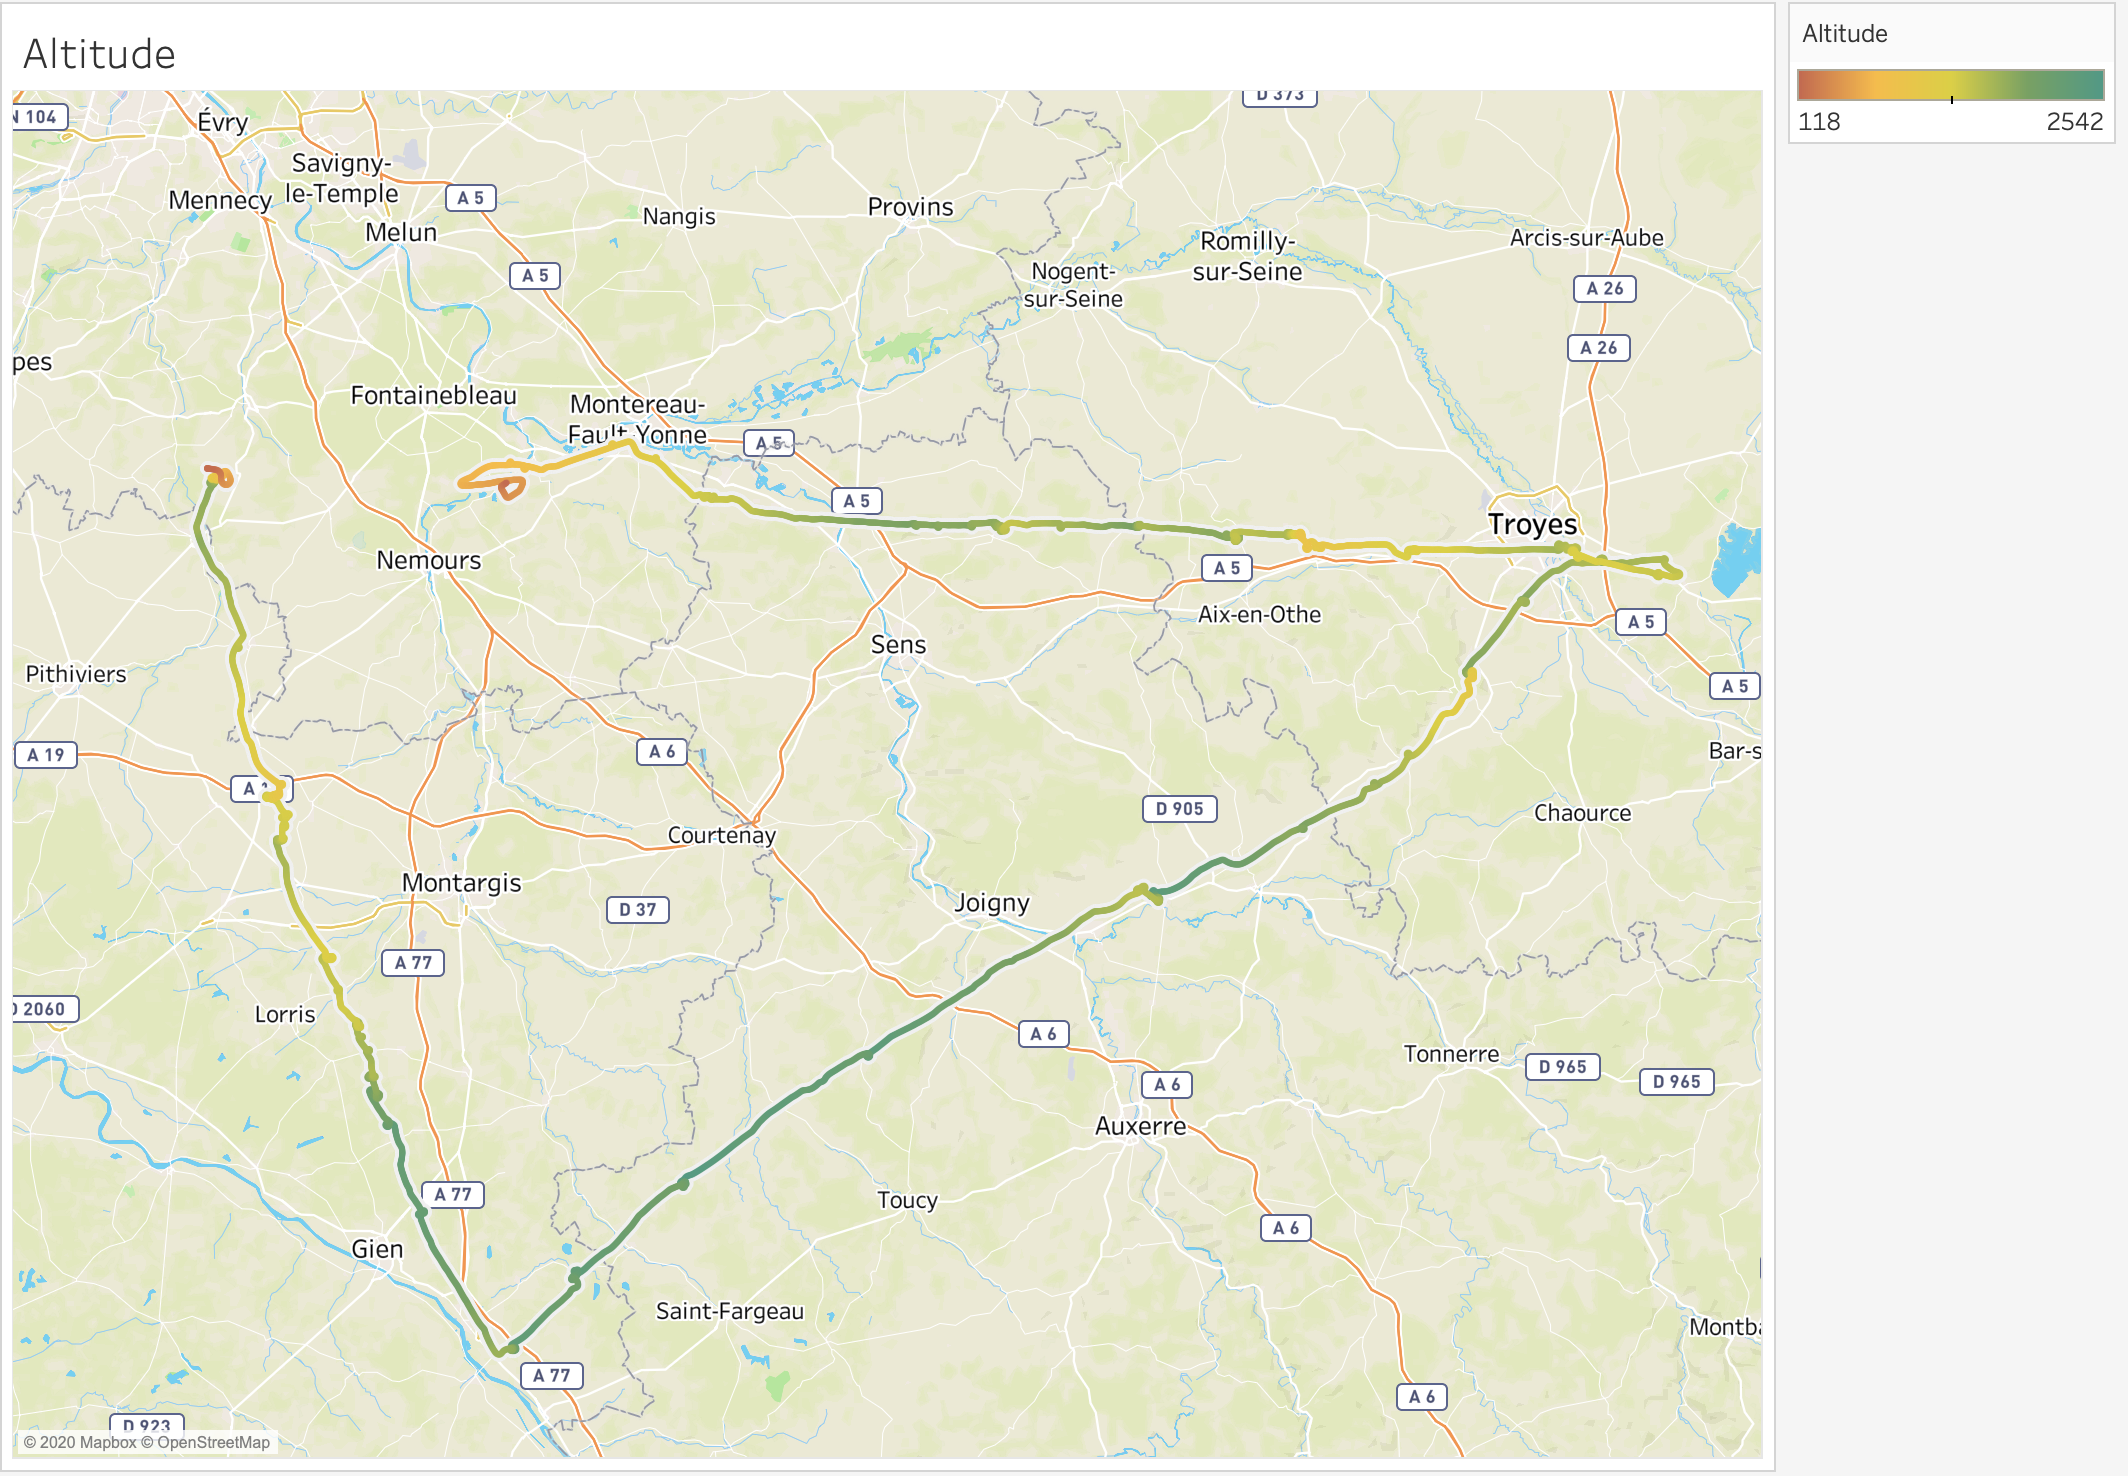 Altitude
Altitude
118 2542
N 104
D 373
Évry
Savigny-
le-Temple
Mennecy
A 5
Nangis
Provins
Melun
Romilly-
sur-Seine
Arcis-sur-Aube
A 5
Nogent-
sur-Seine
A 26
A 26
pes
Fontainebleau
Montereau-
Fault-Yonne
A 5
A 5
Troyes
Nemours
A 5
Aix-en-Othe
A 5
Sens
Pithiviers
A 5
A 19
A 6
Bar-s
A
D 905
Chaource
Courtenay
Montargis
D 37
Joigny
A 77
D 2060
Lorris
A 6
Tonnerre
D 965
D 965
A 6
Auxerre
A 77
Toucy
A 6
Gien
Saint-Fargeau
Montba
A 77
A 6
D 923
© 2020 Mapbox © OpenStreetMap